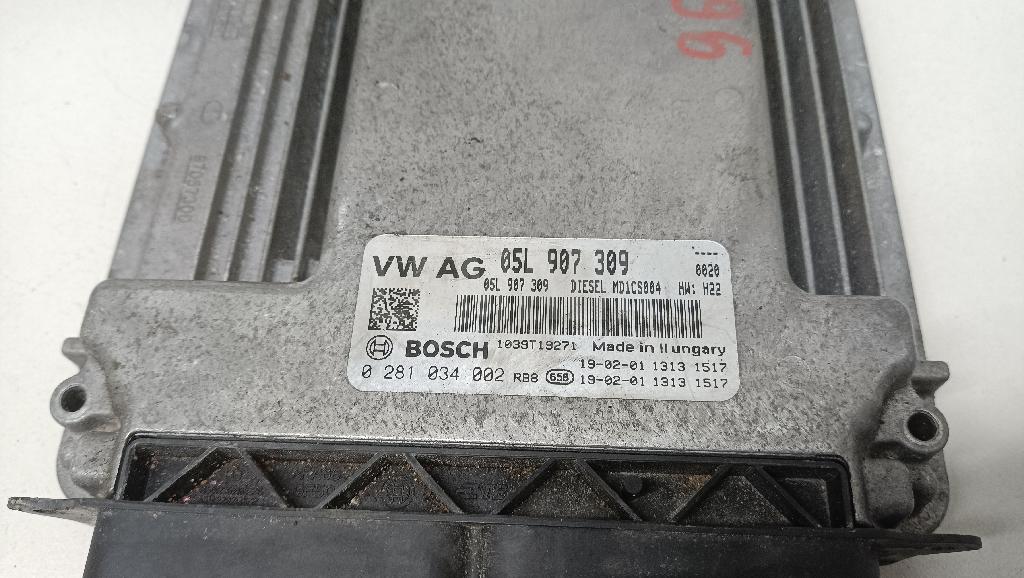 96
VW AG 05L 907 309
0020
05L 907 309 DIESEL MD1CS004 HW: H22
BOSCH 1039T19271 Made in Hungary
19-02-01 1313 1517
0 281 034 002 RB8 658 19-02-01 1313 1517